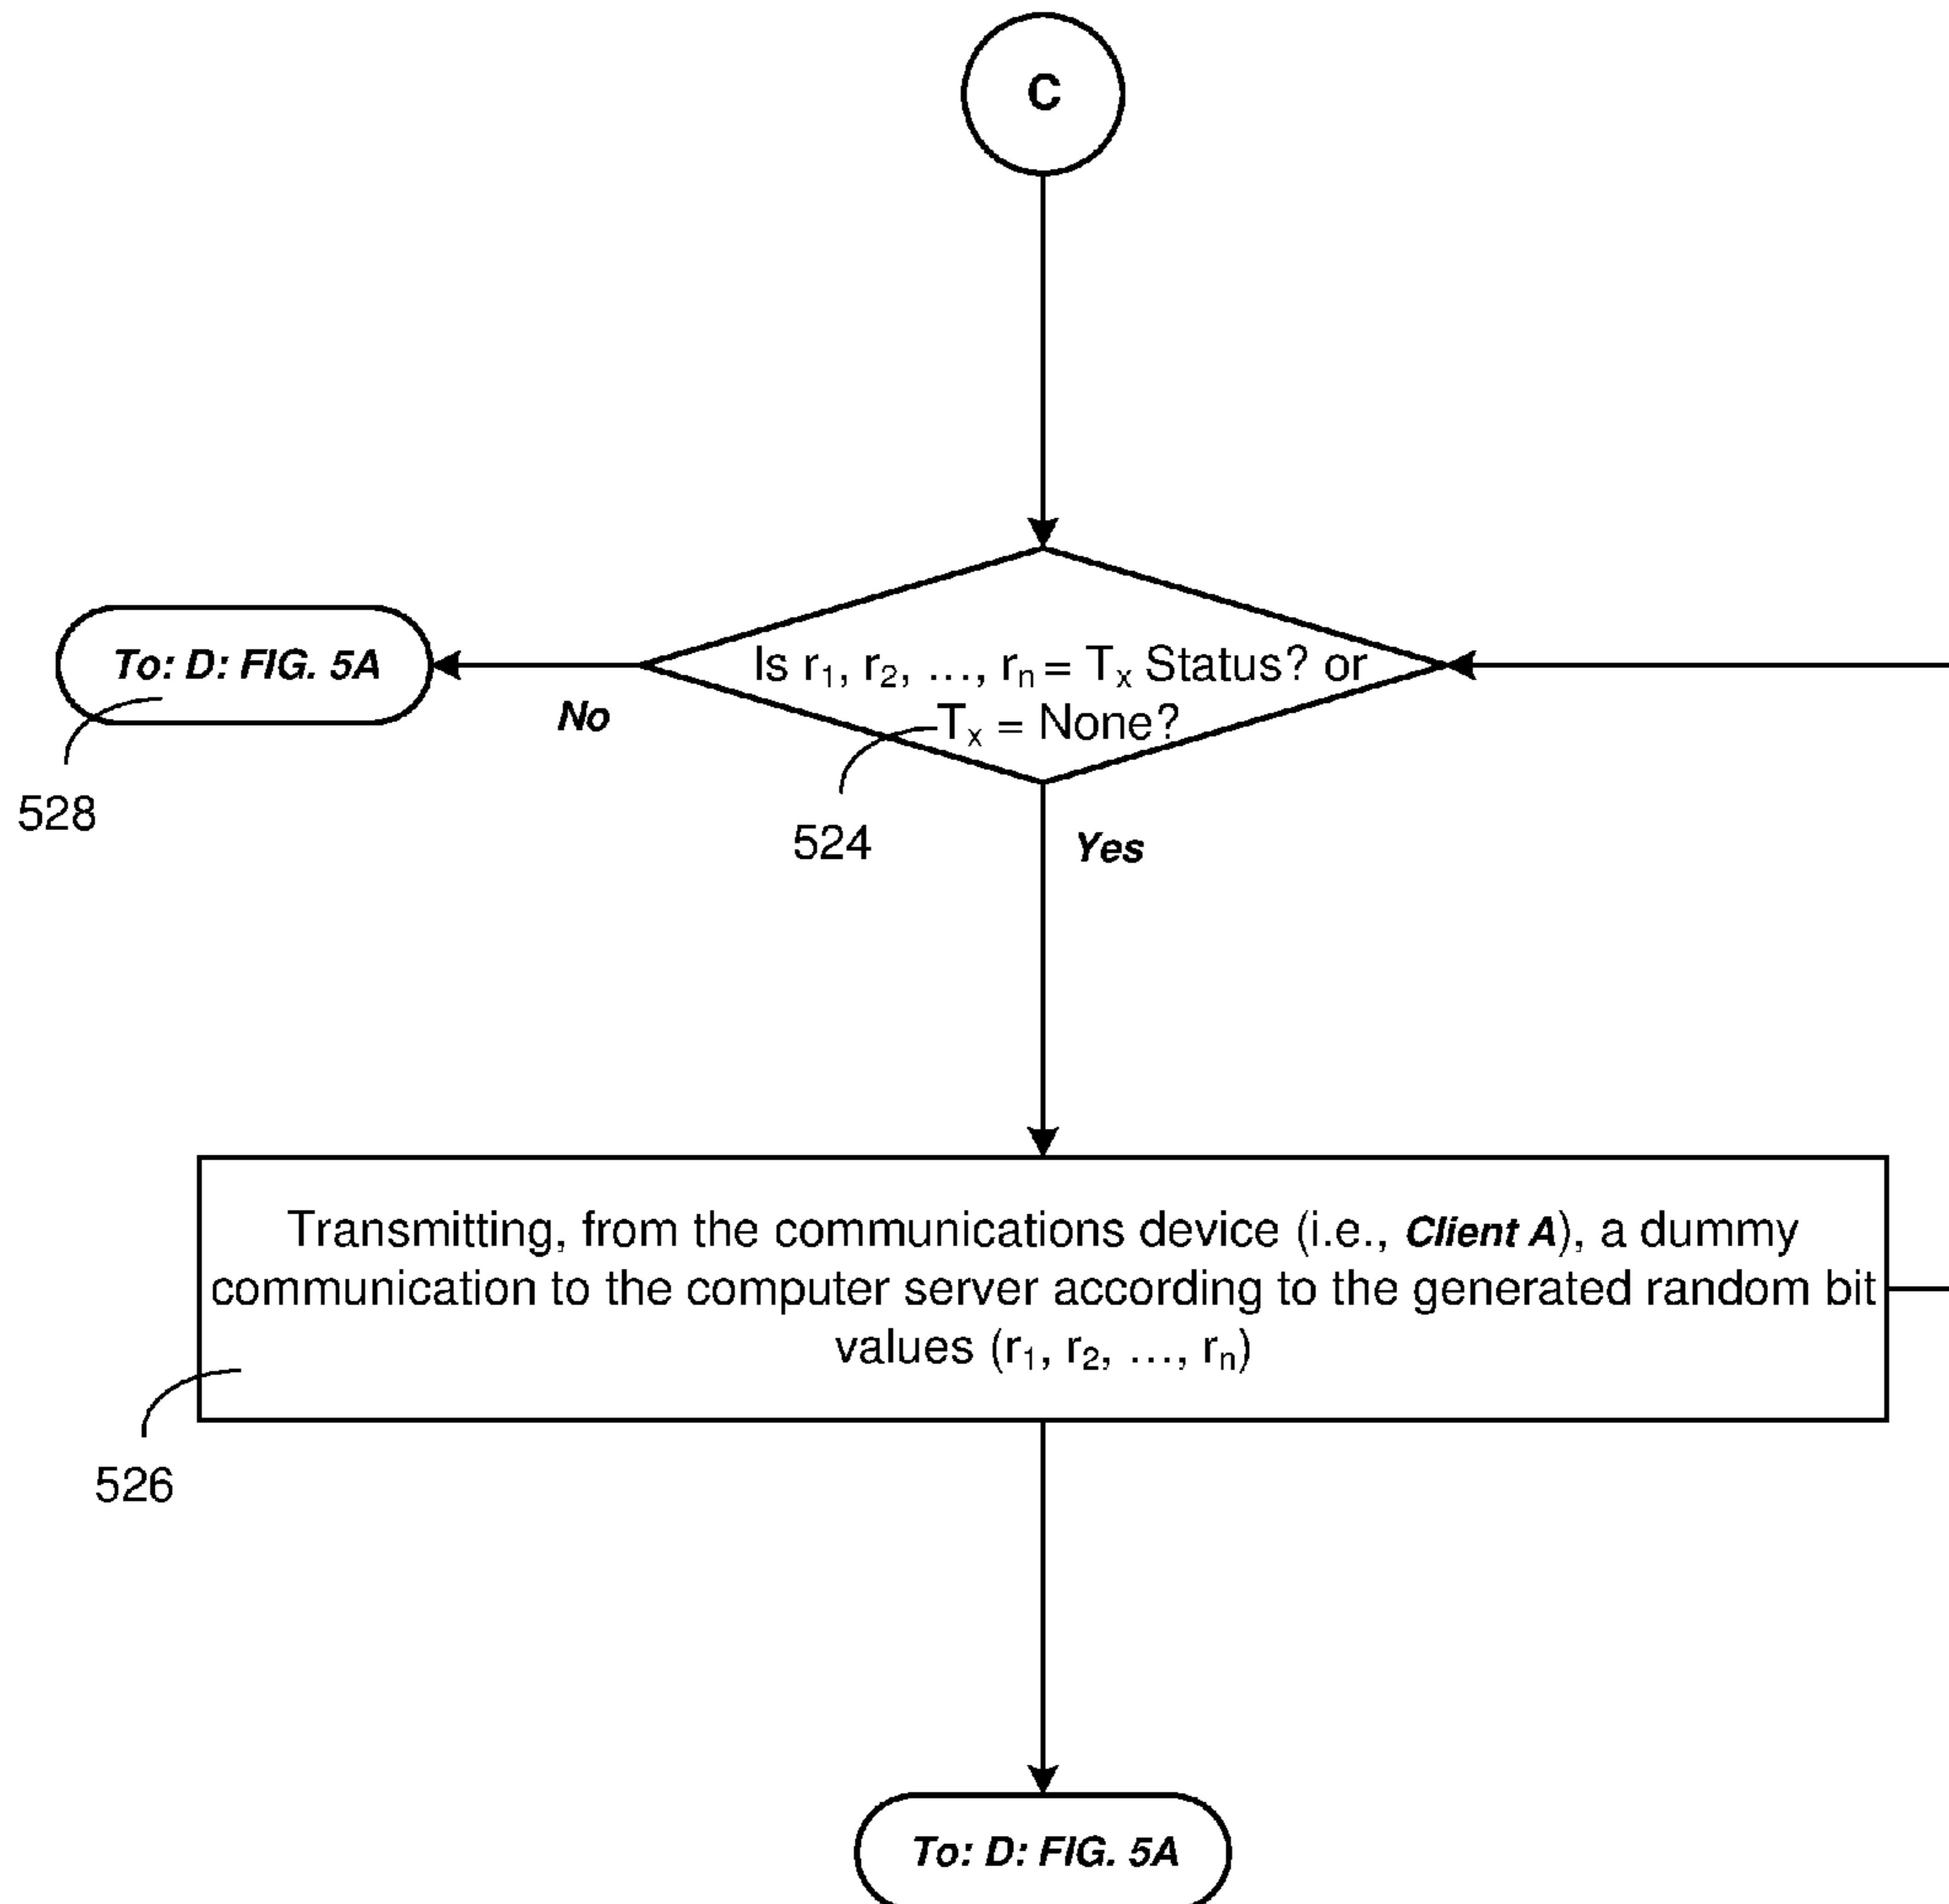 C
Is r₁, r₂, ..., rₙ = Tₓ Status? or
Tₓ = None?
To: D: FIG. 5A
No
528
524
Yes
Transmitting, from the communications device (i.e., Client A), a dummy
communication to the computer server according to the generated random bit
values (r₁, r₂, ..., rₙ)
526
To: D: FIG. 5A